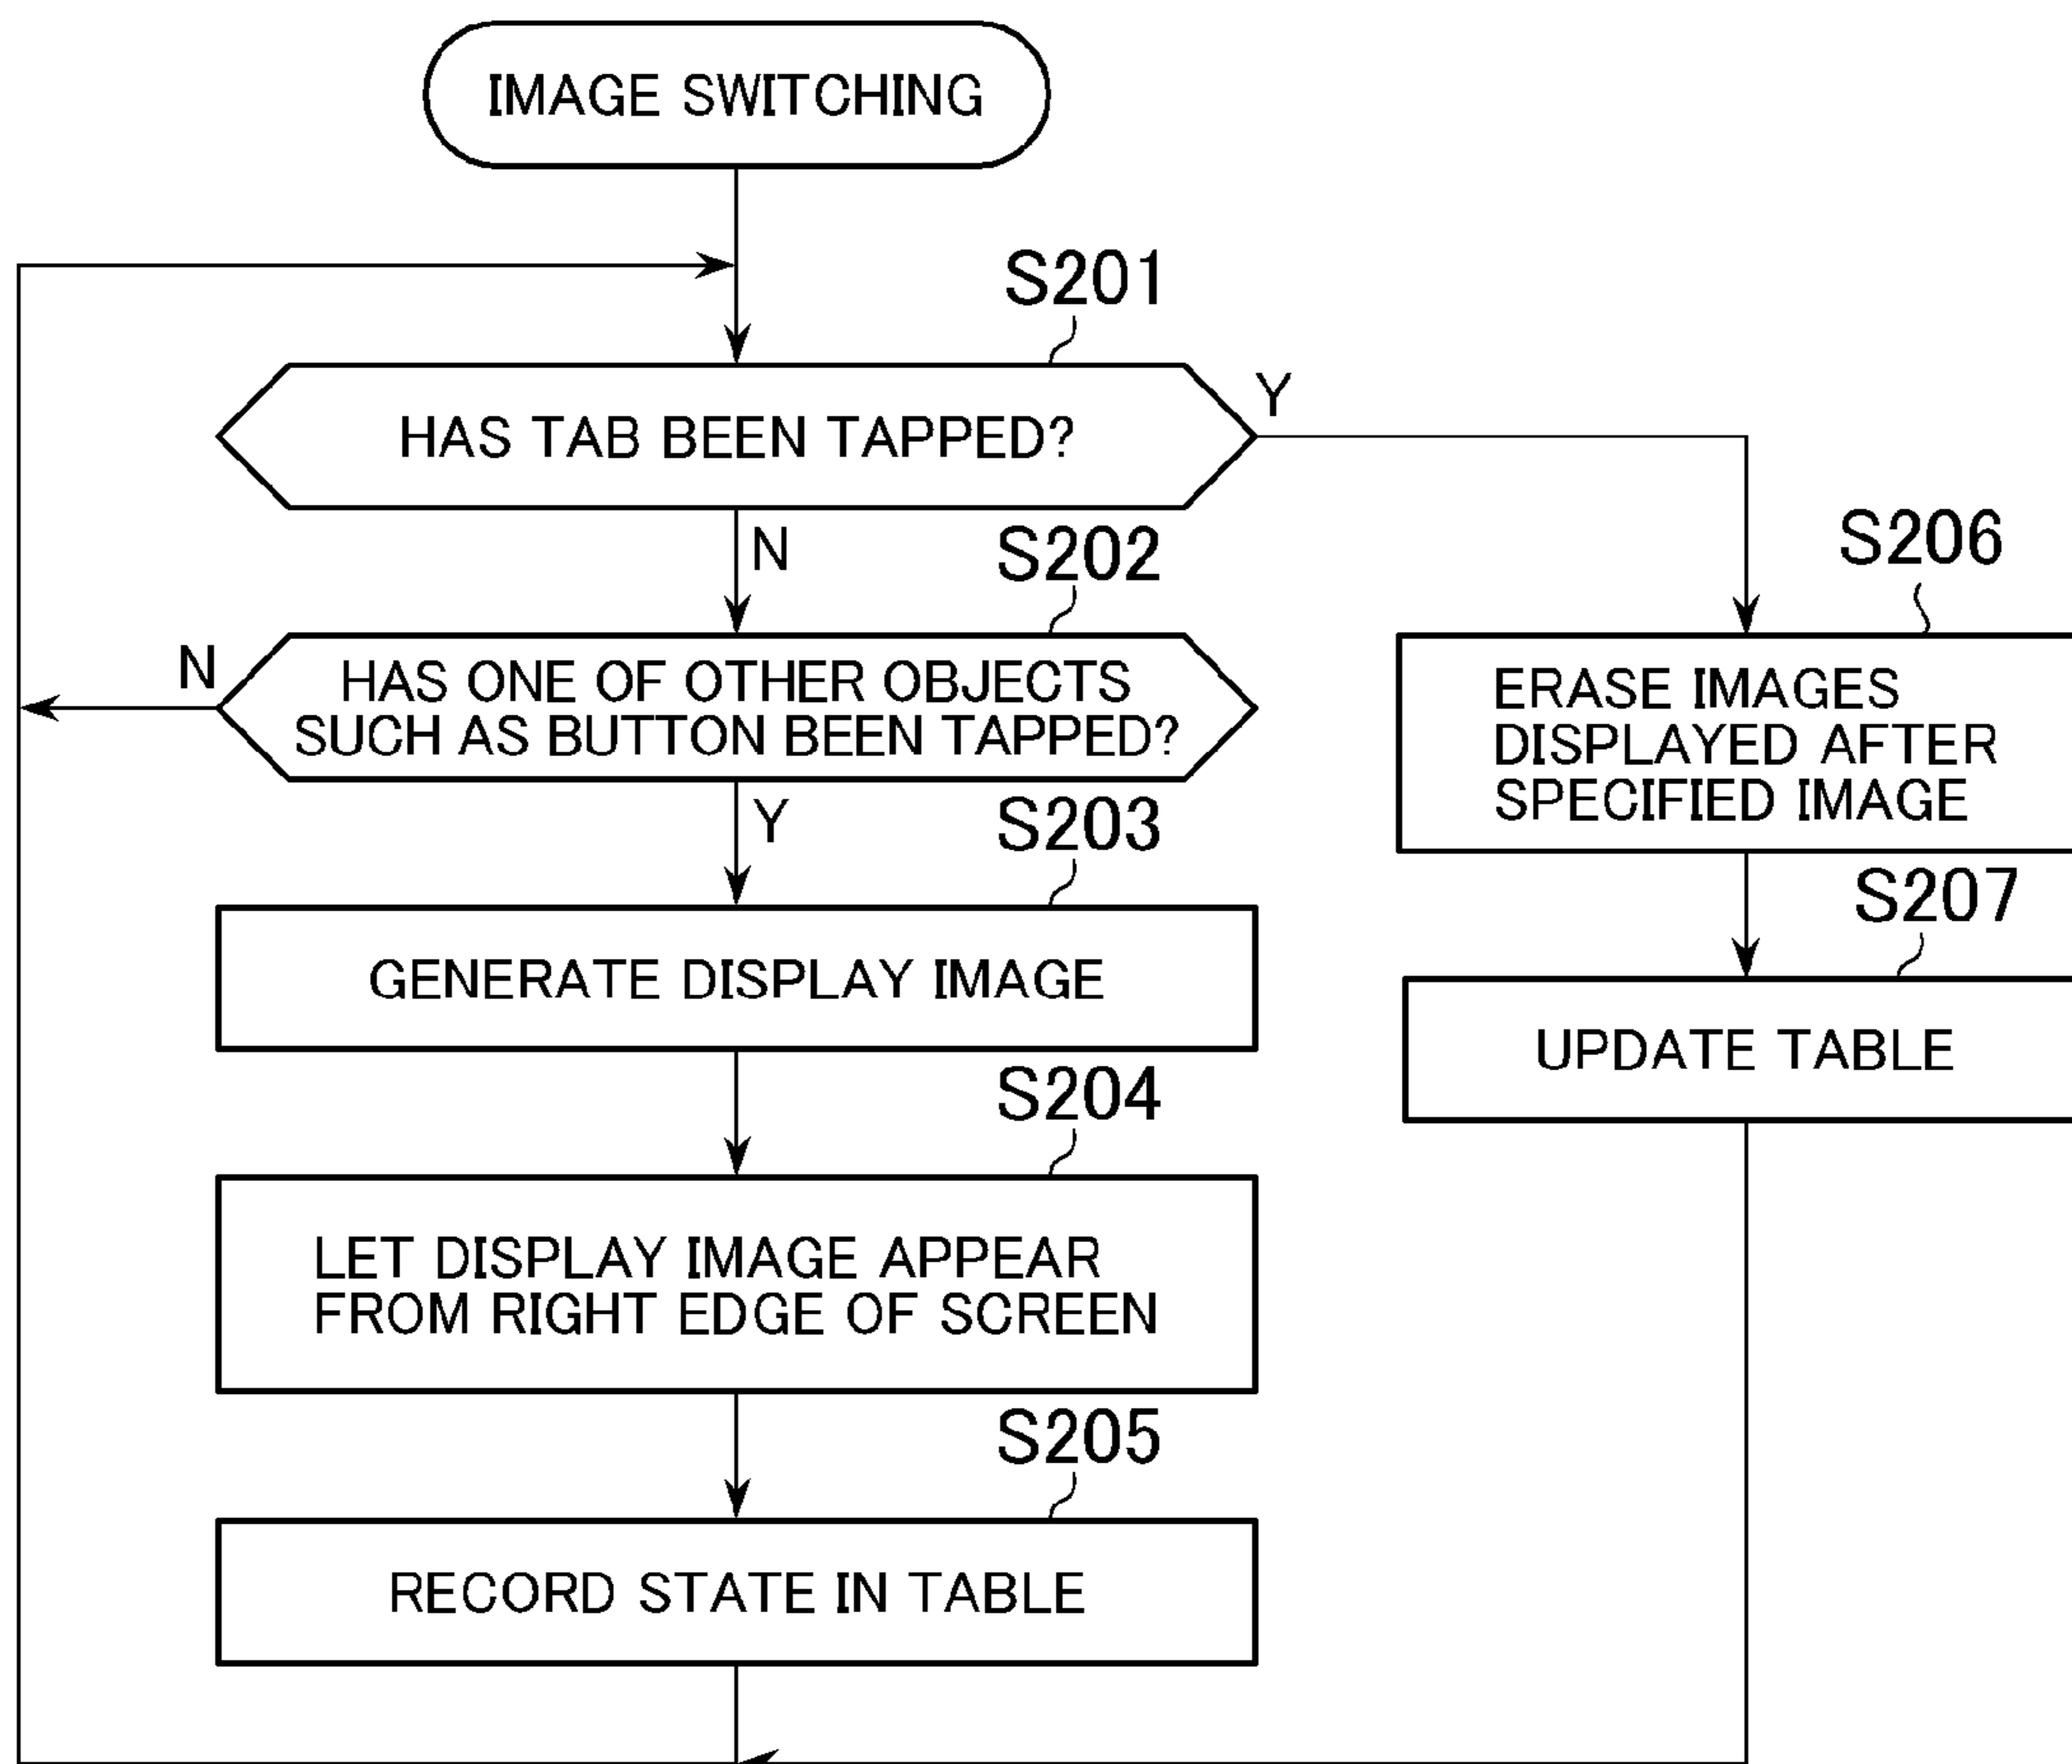 IMAGE SWITCHING
S201
HAS TAB BEEN TAPPED?
Y
N
S202
HAS ONE OF OTHER OBJECTS
SUCH AS BUTTON BEEN TAPPED?
N
Y
S203
GENERATE DISPLAY IMAGE
S204
LET DISPLAY IMAGE APPEAR
FROM RIGHT EDGE OF SCREEN
S205
RECORD STATE IN TABLE
S206
ERASE IMAGES
DISPLAYED AFTER
SPECIFIED IMAGE
S207
UPDATE TABLE